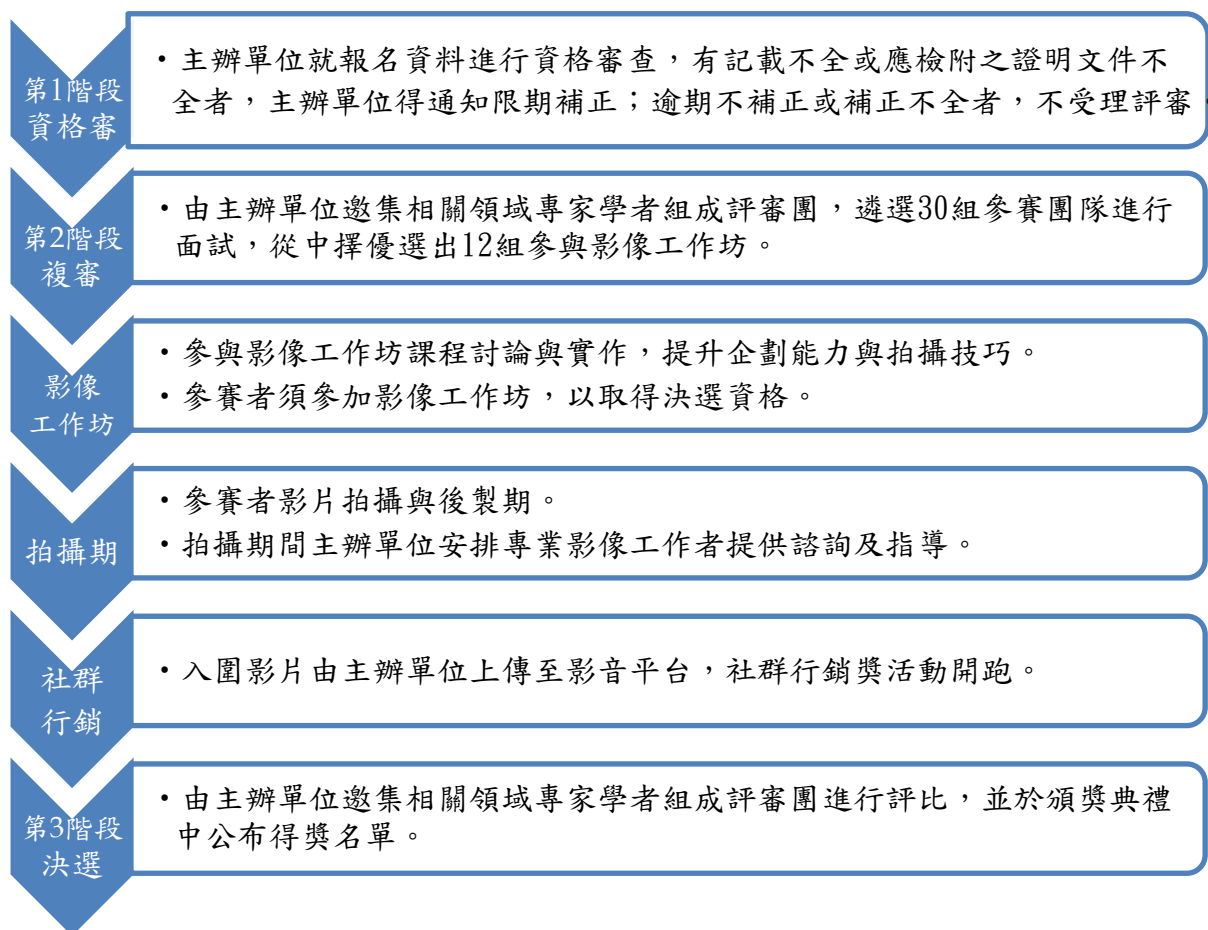 第1階段
資格審
・主辦單位就報名資料進行資格審查，有記載不全或應檢附之證明文件不
全者，主辦單位得通知限期補正；逾期不補正或補正不全者，不受理評審。
第2階段
複審
・由主辦單位邀集相關領域專家學者組成評審團，遴選30組參賽團隊進行
面試，從中擇優選出12組參與影像工作坊。
影像
工作坊
・參與影像工作坊課程討論與實作，提升企劃能力與拍攝技巧。
・參賽者須參加影像工作坊，以取得決選資格。
拍攝期
・參賽者影片拍攝與後製期。
・拍攝期間主辦單位安排專業影像工作者提供諮詢及指導。
社群
行銷
・入圍影片由主辦單位上傳至影音平台，社群行銷獎活動開跑。
第3階段
決選
・由主辦單位邀集相關領域專家學者組成評審團進行評比，並於頒獎典禮
中公布得獎名單。